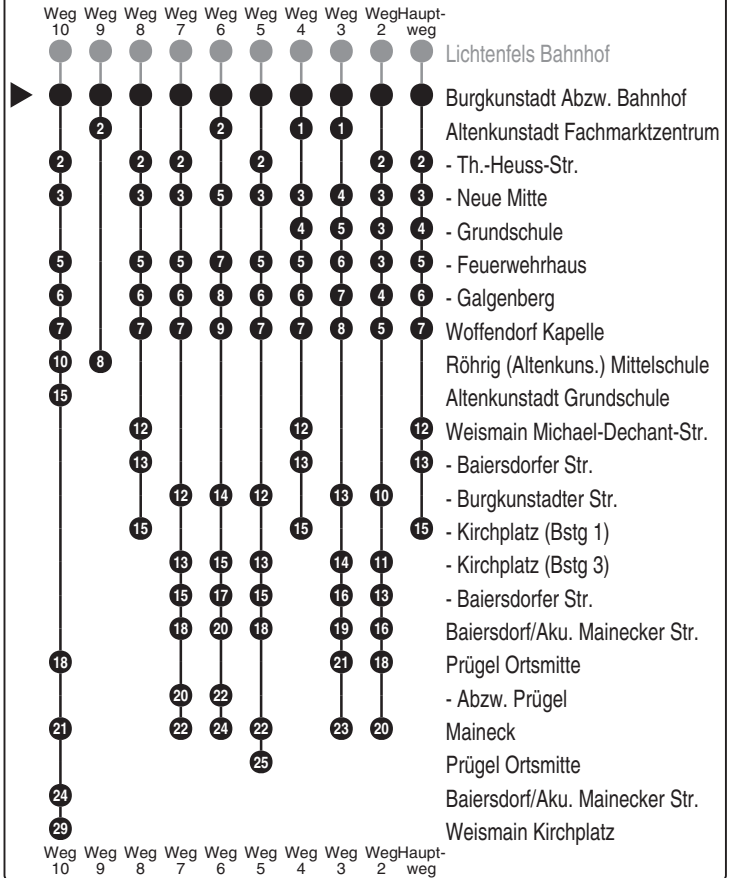 Weg Weg Weg Weg Weg Weg Weg Weg Weg Haupt-
10 9 8 7 6 5 4 3 2 weg
Lichtenfels Bahnhof
Burgkunstadt Abzw. Bahnhof
2 2 1 1 Altenkunstadt Fachmarktzentrum
2 2 2 2 2 2 - Th.-Heuss-Str.
3 3 3 5 3 3 4 3 3 - Neue Mitte
4 5 3 4 - Grundschule
5 5 5 7 5 5 6 3 5 - Feuerwehrhaus
6 6 6 8 6 6 7 4 6 - Galgenberg
7 7 7 9 7 7 8 5 7 Woffendorf Kapelle
10 8 Röhrig (Altenkuns.) Mittelschule
15 Altenkunstadt Grundschule
12 12 12 Weismain Michael-Dechant-Str.
13 13 13 - Baiersdorfer Str.
12 14 12 13 10 - Burgkunstadter Str.
15 15 15 - Kirchplatz (Bstg 1)
13 15 13 14 11 - Kirchplatz (Bstg 3)
15 17 15 16 13 - Baiersdorfer Str.
18 20 18 19 16 Baiersdorf/Aku. Mainecker Str.
18 21 18 Prügel Ortsmitte
20 22 - Abzw. Prügel
21 22 24 22 23 20 Maineck
25 Prügel Ortsmitte
24 Baiersdorf/Aku. Mainecker Str.
29 Weismain Kirchplatz
Weg Weg Weg Weg Weg Weg Weg Weg Weg Haupt-
10 9 8 7 6 5 4 3 2 weg